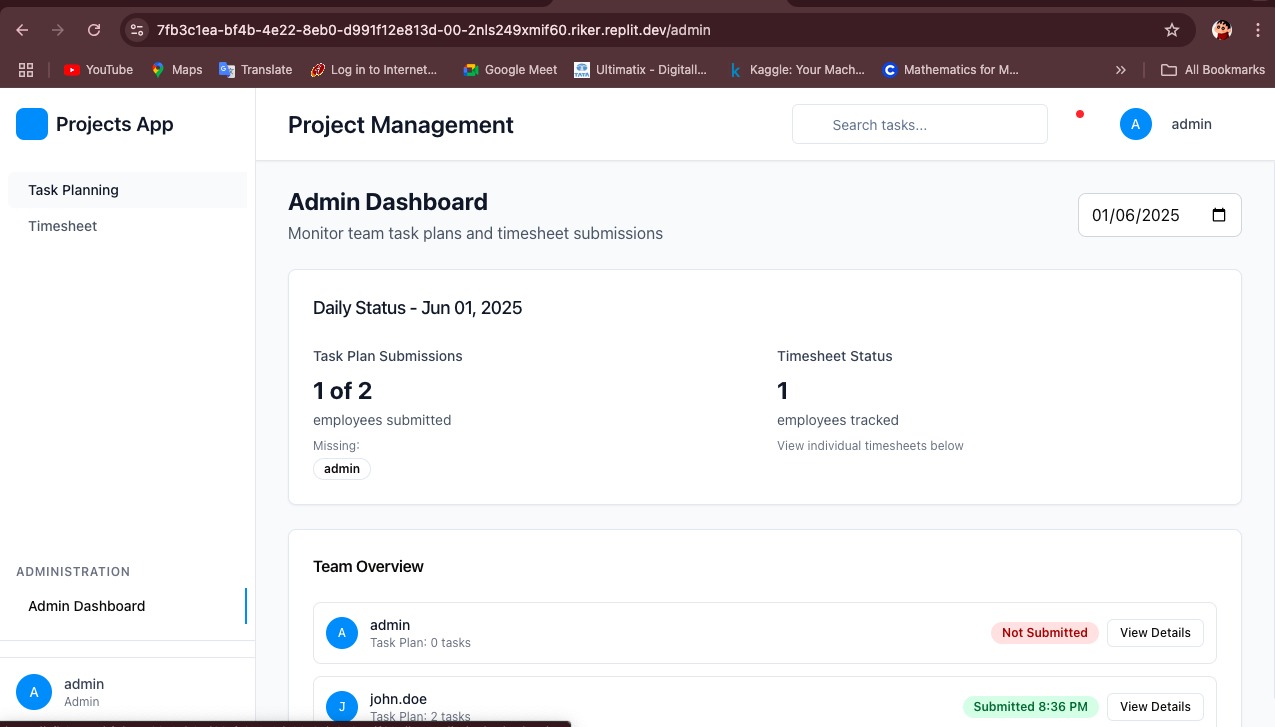 7fb3c1ea-bf4b-4e22-8eb0-d991f12e813d-00-2nls249xmif60.riker.replit.dev/admin
YouTube Maps Translate Log in to Internet... Google Meet TATA Ultimatix - Digitall... k Kaggle: Your Mach... C Mathematics for M... » All Bookmarks
Projects App
Task Planning
Timesheet
ADMINISTRATION
Admin Dashboard
A admin
Admin
Project Management
Search tasks...
A admin
Admin Dashboard
Monitor team task plans and timesheet submissions
01/06/2025
Daily Status - Jun 01, 2025
Task Plan Submissions
1 of 2
employees submitted
Missing:
admin
Timesheet Status
1
employees tracked
View individual timesheets below
Team Overview
A admin
Task Plan: 0 tasks
Not Submitted View Details
J john.doe
Task Plan: 2 tasks
Submitted 8:36 PM View Details